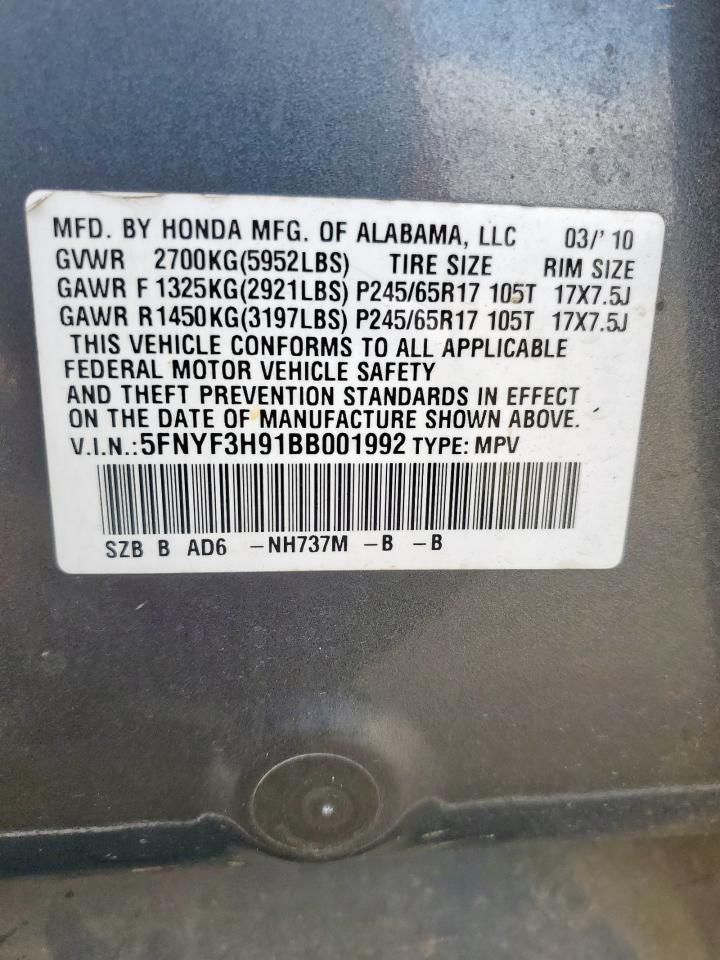 MFD. BY HONDA MFG. OF ALABAMA, LLC 03/'10
GVWR 2700KG(5952LBS) TIRE SIZE RIM SIZE
GAWR F 1325KG(2921LBS) P245/65R17 105T 17X7.5J
GAWR R 1450KG(3197LBS) P245/65R17 105T 17X7.5J
THIS VEHICLE CONFORMS TO ALL APPLICABLE
FEDERAL MOTOR VEHICLE SAFETY
AND THEFT PREVENTION STANDARDS IN EFFECT
ON THE DATE OF MANUFACTURE SHOWN ABOVE.
V.I.N.: 5FNYF3H91BB001992 TYPE: MPV
SZB B AD6 -NH737M -B -B